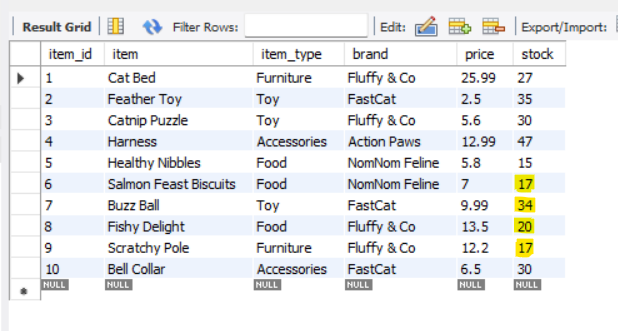 Result Grid Filter Rows: Edit: Export/Import:
item_id item item_type brand price stock
1 Cat Bed Furniture Fluffy & Co 25.99 27
2 Feather Toy Toy FastCat 2.5 35
3 Catnip Puzzle Toy Fluffy & Co 5.6 30
4 Harness Accessories Action Paws 12.99 47
5 Healthy Nibbles Food NomNom Feline 5.8 15
6 Salmon Feast Biscuits Food NomNom Feline 7 17
7 Buzz Ball Toy FastCat 9.99 34
8 Fishy Delight Food Fluffy & Co 13.5 20
9 Scratchy Pole Furniture Fluffy & Co 12.2 17
10 Bell Collar Accessories FastCat 6.5 30
NULL NULL NULL NULL NULL NULL